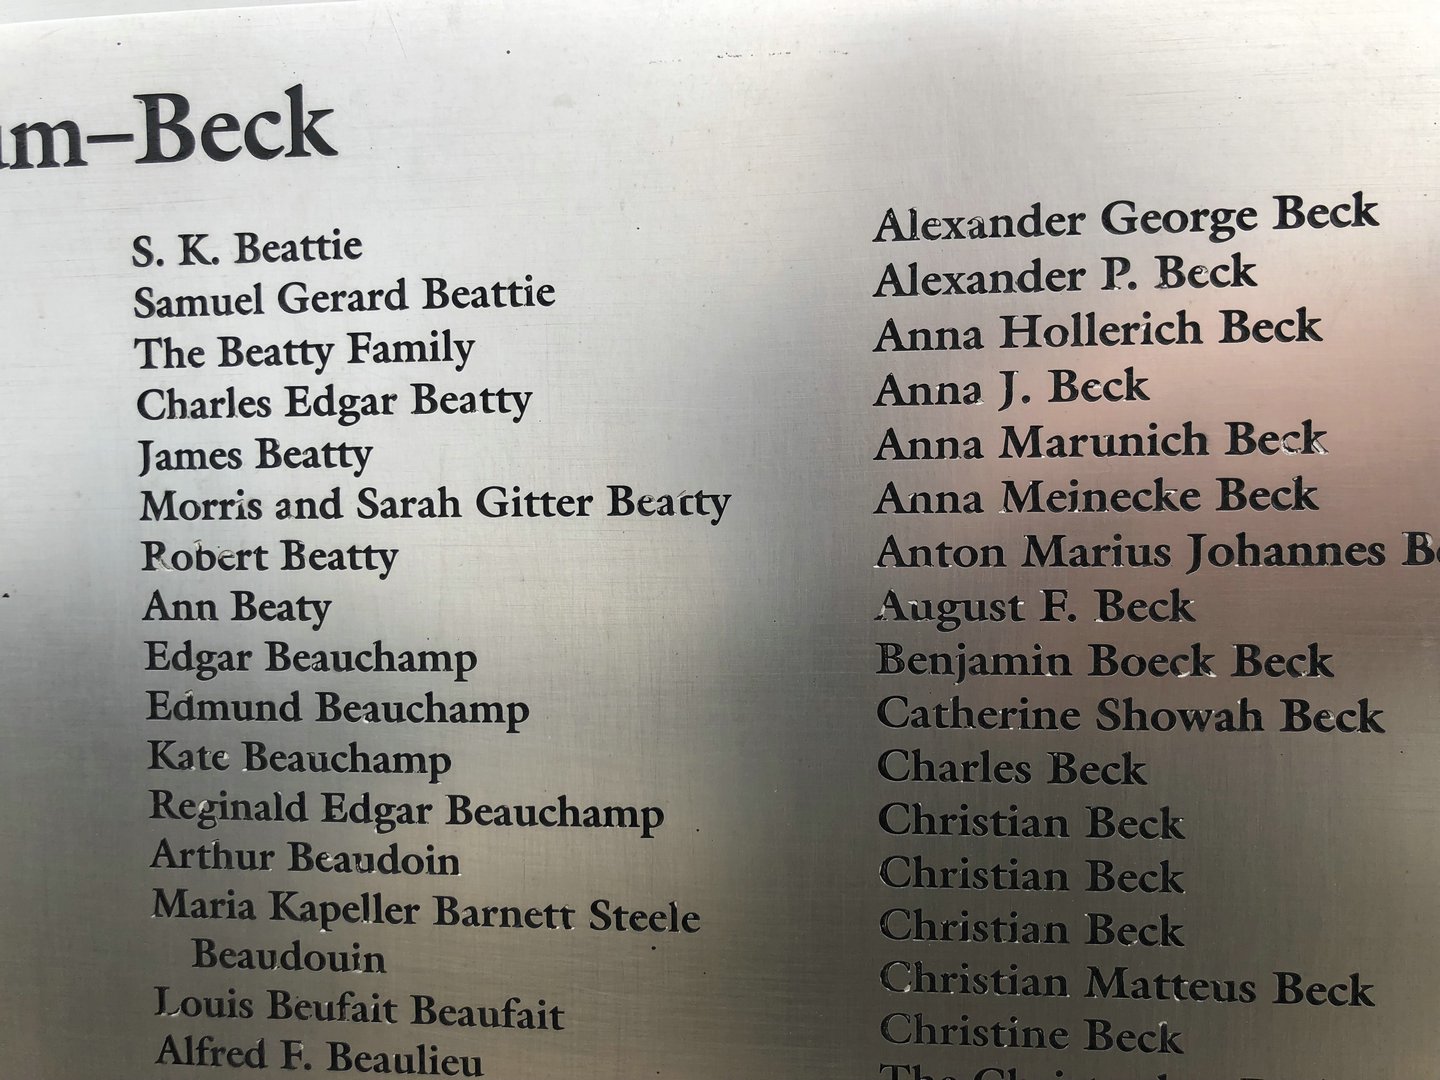 –Beck
S. K. Beattie
Samuel Gerard Beattie
The Beatty Family
Charles Edgar Beatty
James Beatty
Morris and Sarah Gitter Beatty
Robert Beatty
Ann Beaty
Edgar Beauchamp
Edmund Beauchamp
Kate Beauchamp
Reginald Edgar Beauchamp
Arthur Beaudoin
Maria Kapeller Barnett Steele
Beaudouin
Louis Beufait Beaufait
Alfred F. Beaulieu
Alexander George Beck
Alexander P. Beck
Anna Hollerich Beck
Anna J. Beck
Anna Marunich Beck
Anna Meinecke Beck
Anton Marius Johannes
August F. Beck
Benjamin Boeck Beck
Catherine Showah Beck
Charles Beck
Christian Beck
Christian Beck
Christian Beck
Christian Matteus Beck
Christine Beck
The